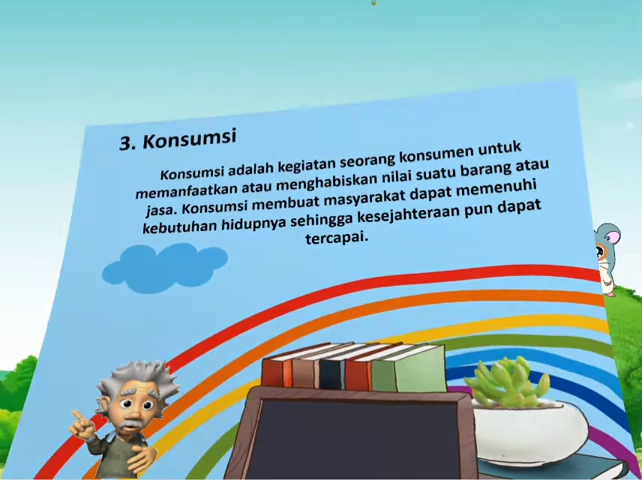 3. Konsumsi
Konsumsi adalah kegiatan seorang konsumen untuk
memanfaatkan atau menghabiskan nilai suatu barang atau
jasa. Konsumsi membuat masyarakat dapat memenuhi
kebutuhan hidupnya sehingga kesejahteraan pun dapat
tercapai.